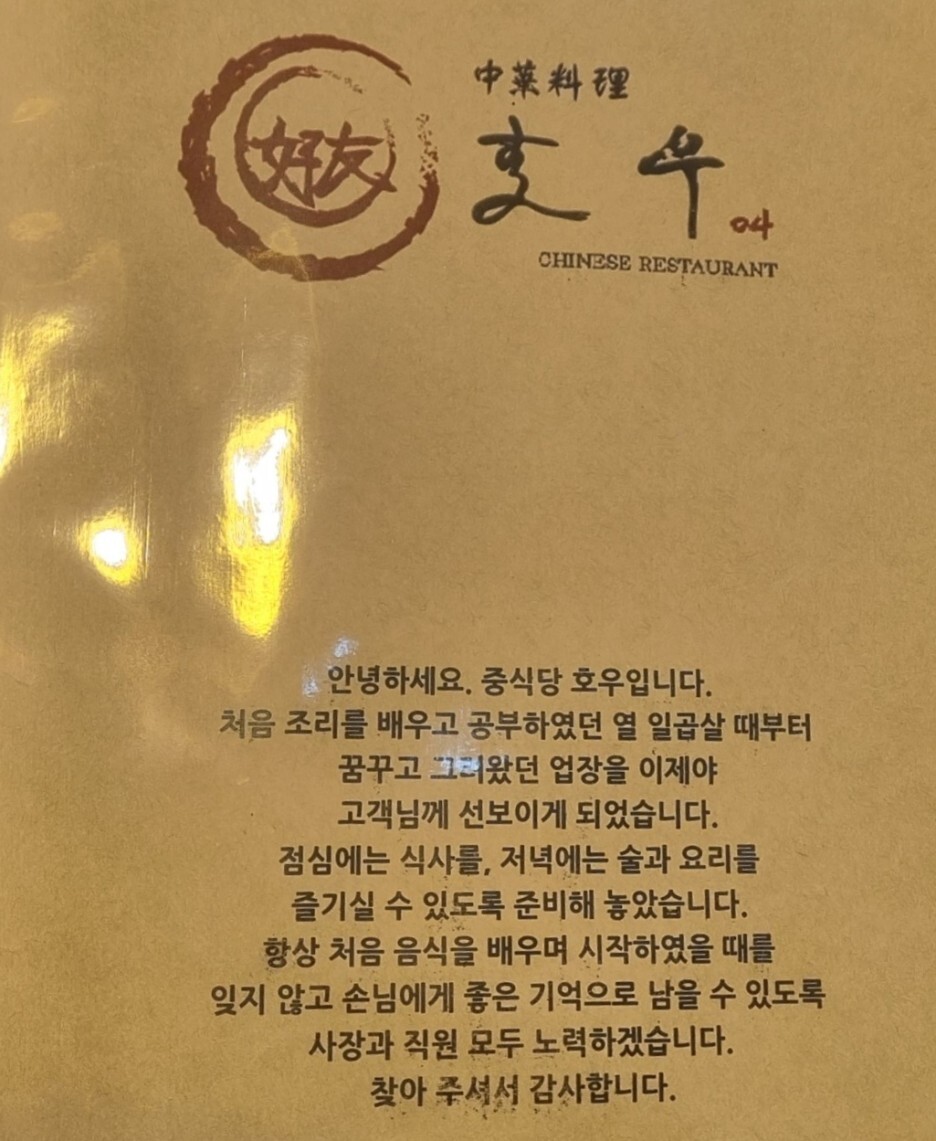 好友
中菜料理
호우
04
CHINESE RESTAURANT
안녕하세요. 중식당 호우입니다.
처음 조리를 배우고 공부하였던 열 일곱살 때부터
꿈꾸고 그려왔던 업장을 이제야
고객님께 선보이게 되었습니다.
점심에는 식사를, 저녁에는 술과 요리를
즐기실 수 있도록 준비해 놓았습니다.
항상 처음 음식을 배우며 시작하였을 때를
잊지 않고 손님에게 좋은 기억으로 남을 수 있도록
사장과 직원 모두 노력하겠습니다.
찾아 주셔서 감사합니다.